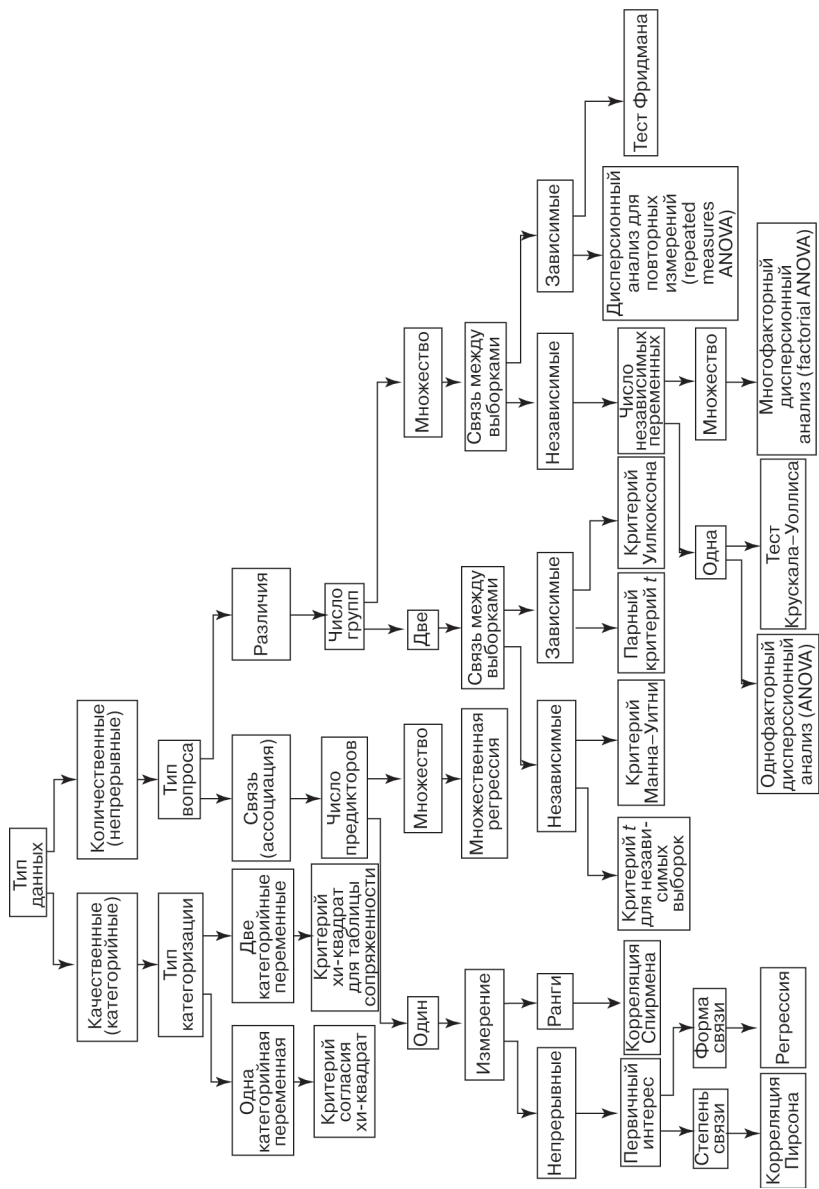 Тип
данных
Качественные
(категорийные)
Количественные
(непрерывные)
Тип
категоризации
Тип
вопроса
Одна
категорийная
переменная
Две
категорийные
переменные
Связь
(ассоциация)
Различия
Критерий
согласия
хи-квадрат
Критерий
хи-квадрат
для таблицы
сопряженности
Число
предикторов
Число
групп
Один
Множество
Две
Множество
Измерение
Множественная
регрессия
Связь между
выборками
Связь между
выборками
Непрерывные
Ранги
Независимые
Зависимые
Независимые
Зависимые
Первичный
интерес
Корреляция
Спирмена
Критерий t
для незави-
симых
выборок
Критерий
Манна–Уитни
Парный
критерий t
Критерий
Уилкоксона
Число
независимых
переменных
Дисперсионный
анализ для
повторных
измерений
(repeated
measures
ANOVA)
Тест Фридмана
Степень
связи
Форма
связи
Одна
Множество
Корреляция
Пирсона
Регрессия
Однофакторный
дисперссионный
анализ (ANOVA)
Тест
Крускала–Уоллиса
Многофакторный
дисперсионный
анализ (factorial ANOVA)